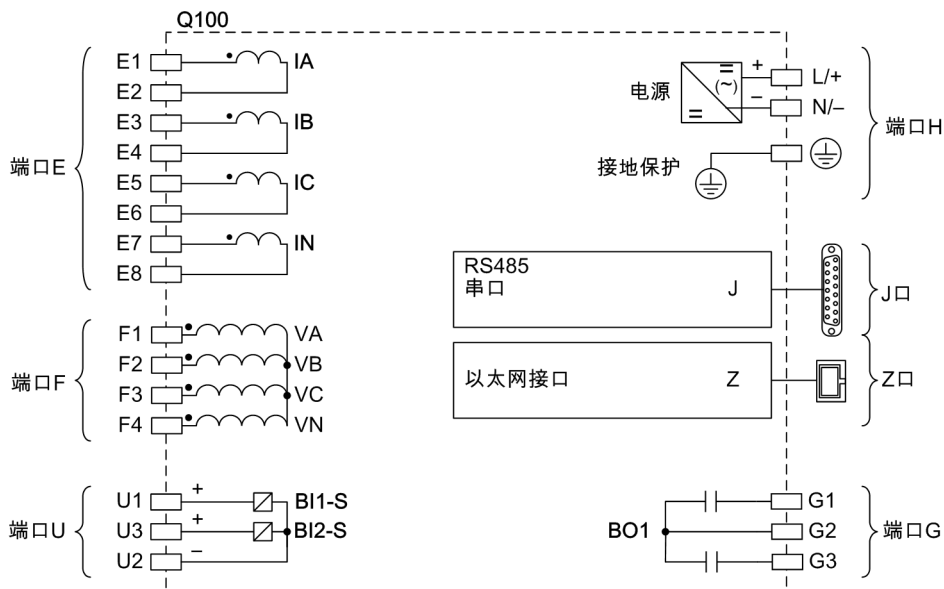 Q100
端口E
E1
IA
E2
E3
IB
E4
E5
IC
E6
E7
IN
E8
端口F
F1
VA
F2
VB
F3
VC
F4
VN
端口U
U1
+
BI1-S
U3
+
BI2-S
U2
–
电源
=
(~)
=
+
L/+
–
N/–
接地保护
端口H
RS485
串口
J
J口
以太网接口
Z
Z口
BO1
G1
G2
G3
端口G